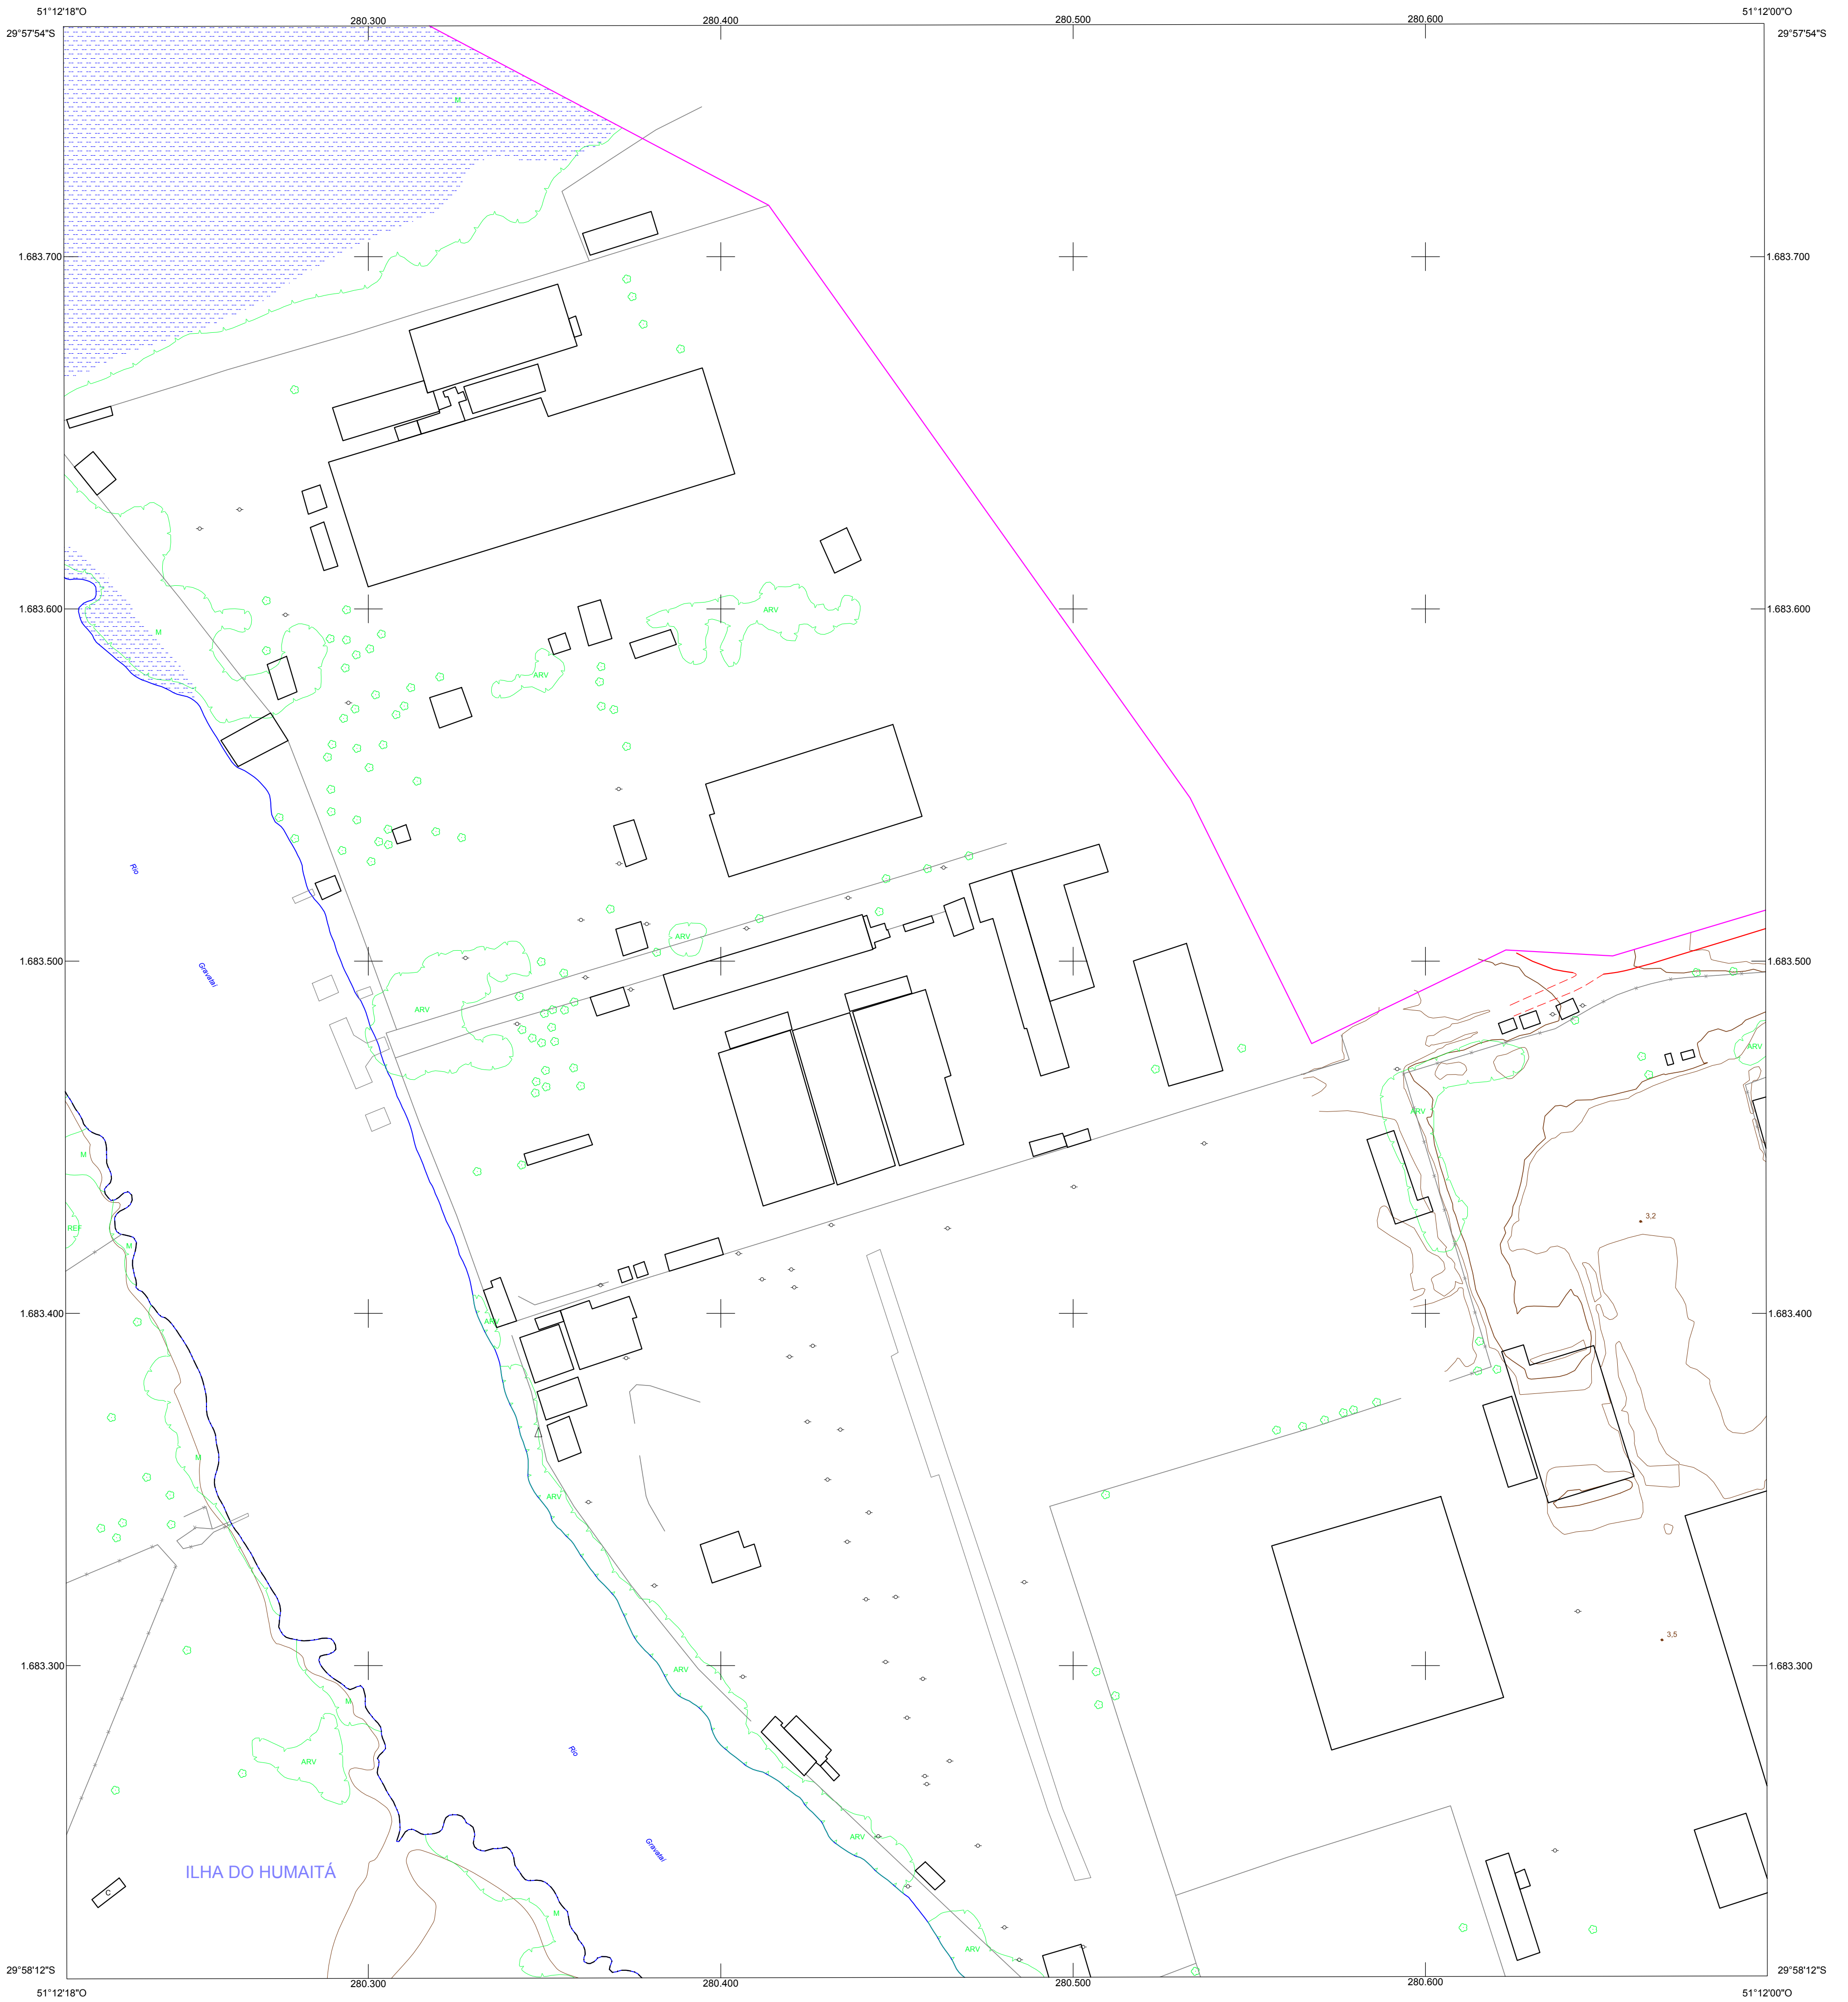 51°12'18"O
280.300
280.400
280.500
280.600
51°12'00"O
29°57'54"S
29°57'54"S
M
1.683.700
1.683.700
1.683.600
1.683.600
ARV
M
ARV
Rio
ARV
1.683.500
1.683.500
Gravataí
ARV
ARV
ARV
M
3,2
REF
M
1.683.400
1.683.400
ARV
M
ARV
3,5
1.683.300
1.683.300
ARV
M
Rio
ARV
ARV
Gravataí
ILHA DO HUMAITÁ
C
M
ARV
29°58'12"S
29°58'12"S
280.300
280.400
280.500
280.600
51°12'18"O
51°12'00"O